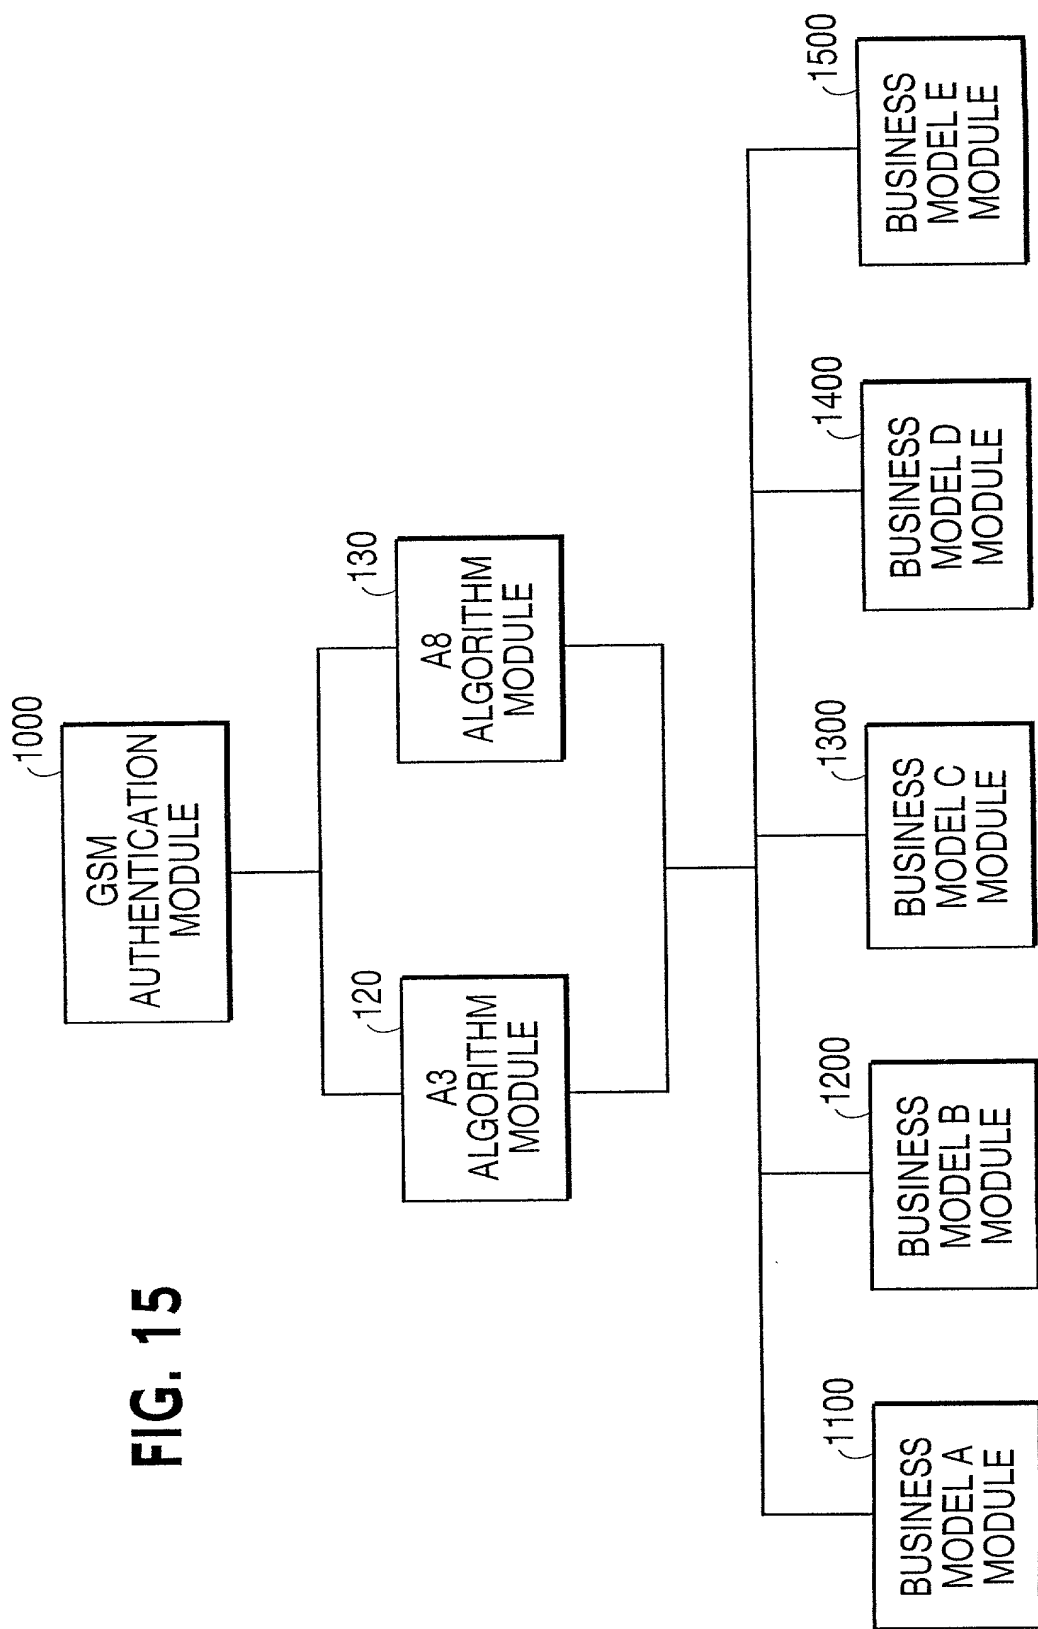 FIG. 15
1000
GSM
AUTHENTICATION
MODULE
120
A3
ALGORITHM
MODULE
130
A8
ALGORITHM
MODULE
1100
BUSINESS
MODEL A
MODULE
1200
BUSINESS
MODEL B
MODULE
1300
BUSINESS
MODEL C
MODULE
1400
BUSINESS
MODEL D
MODULE
1500
BUSINESS
MODEL E
MODULE